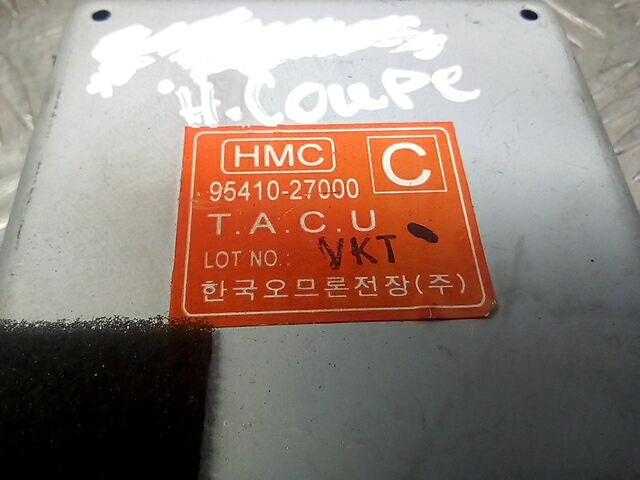 H. Coupe
HMC
C
95410-27000
T.A.C.U
LOT NO.: VKT
한국오므론전장(주)